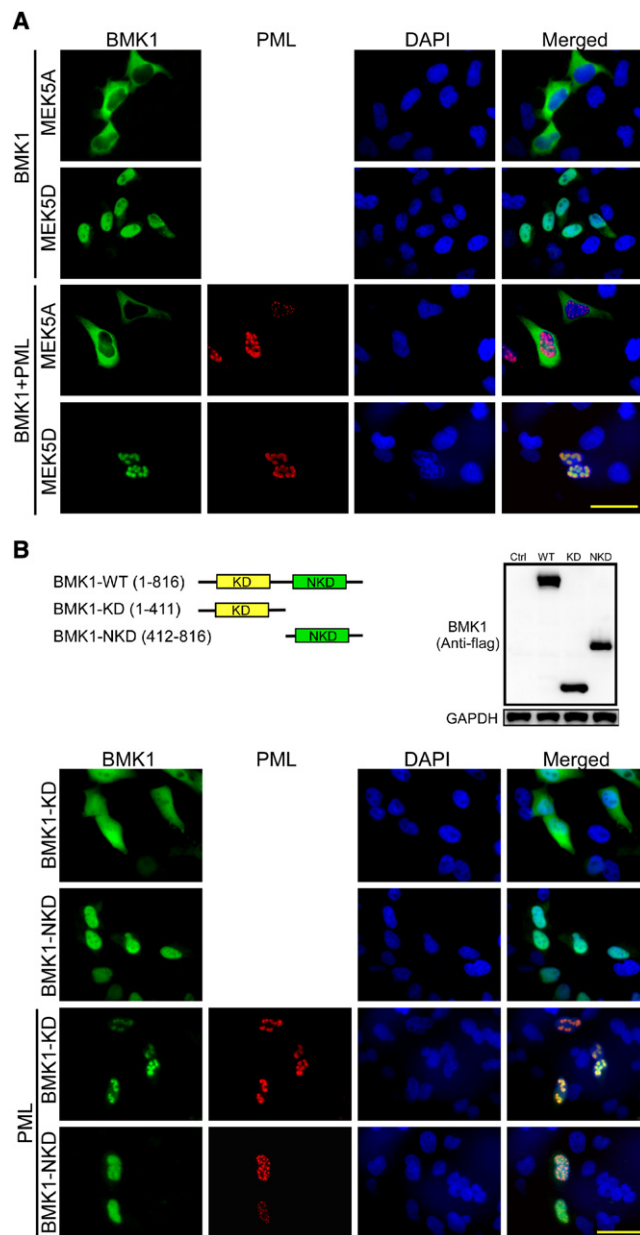 A
BMK1 PML DAPI Merged
BMK1
MEK5A
MEK5D
BMK1+PML
MEK5A
MEK5D
B
BMK1-WT (1-816) KD NKD
BMK1-KD (1-411) KD
BMK1-NKD (412-816) NKD
Ctrl WT KD NKD
BMK1
(Anti-flag)
GAPDH
BMK1 PML DAPI Merged
BMK1-KD
BMK1-NKD
PML
BMK1-KD
BMK1-NKD